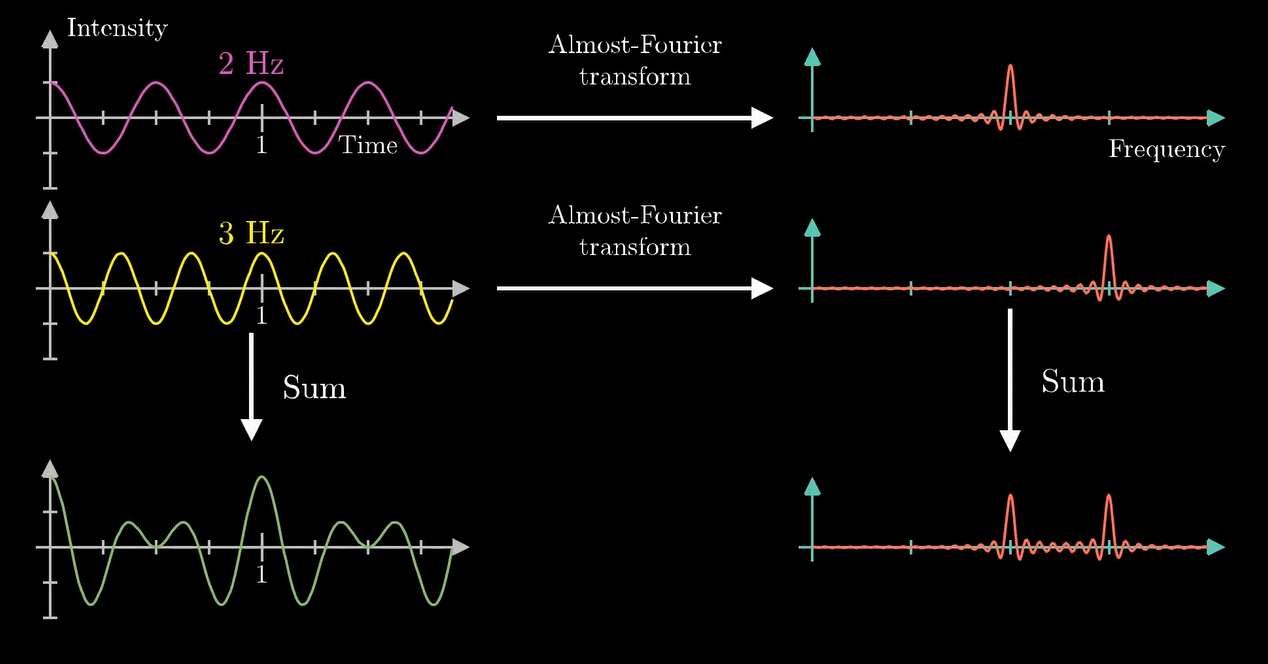 Intensity
2 Hz
1
Time
Almost-Fourier
transform
Frequency
3 Hz
1
Almost-Fourier
transform
Sum
Sum
1